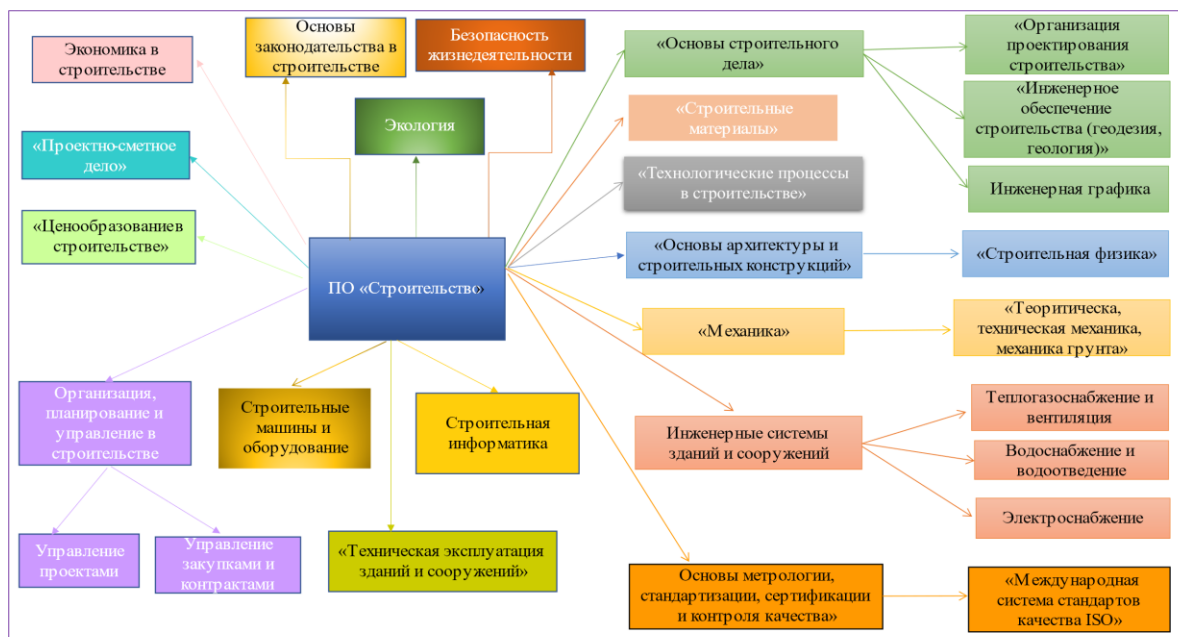 Экономика в
строительстве
Основы
законодательства в
строительстве
Безопасность
жизнедеятельности
Экология
«Проектно-сметное
дело»
«Ценообразованиев
строительстве»
ПО «Строительство»
Организация,
планирование и
управление в
строительстве
Строительные
машины и
оборудование
Строительная
информатика
Управление
проектами
Управление
закупками и
контрактами
«Техническая эксплуатация
зданий и сооружений»
«Основы строительного
дела»
«Организация
проектирования
строительства»
«Инженерное
обеспечение
строительства (геодезия,
геология)»
Инженерная графика
«Строительные
материалы»
«Технологические процессы
в строительстве»
«Основы архитектуры и
строительных конструкций»
«Строительная физика»
«Механика»
«Теоритическа,
техническая механика,
механика грунта»
Инженерные системы
зданий и сооружений
Теплогазоснабжение и
вентиляция
Водоснабжение и
водоотведение
Электроснабжение
Основы метрологии,
стандартизации, сертификации
и контроля качества»
«Международная
система стандартов
качества ISO»